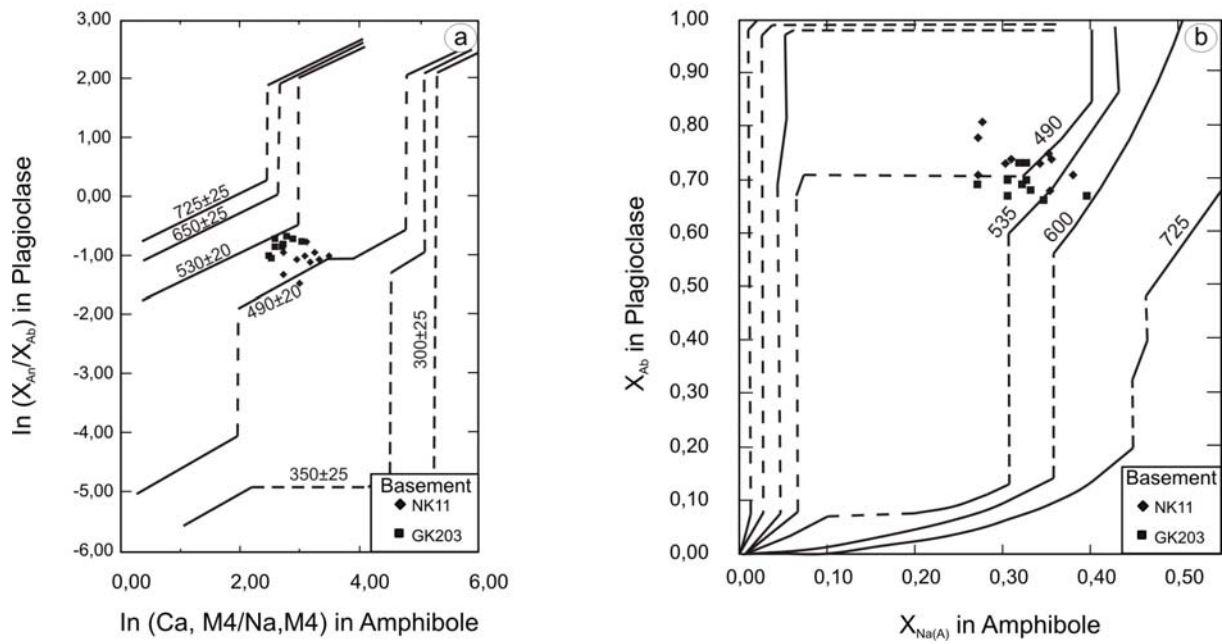 a
3,00
2,00
1,00
0,00
-1,00
-2,00
-3,00
-4,00
-5,00
-6,00
ln (X_An/X_Ab) in Plagioclase
725±25
650±25
530±20
490±20
300±25
350±25
Basement
NK11
GK203
0,00 2,00 4,00 6,00
ln (Ca, M4/Na,M4) in Amphibole
b
1,00
0,90
0,80
0,70
0,60
0,50
0,40
0,30
0,20
0,10
0,00
X_Ab in Plagioclase
490
535
600
725
Basement
NK11
GK203
0,00 0,10 0,20 0,30 0,40 0,50
X_Na(A) in Amphibole